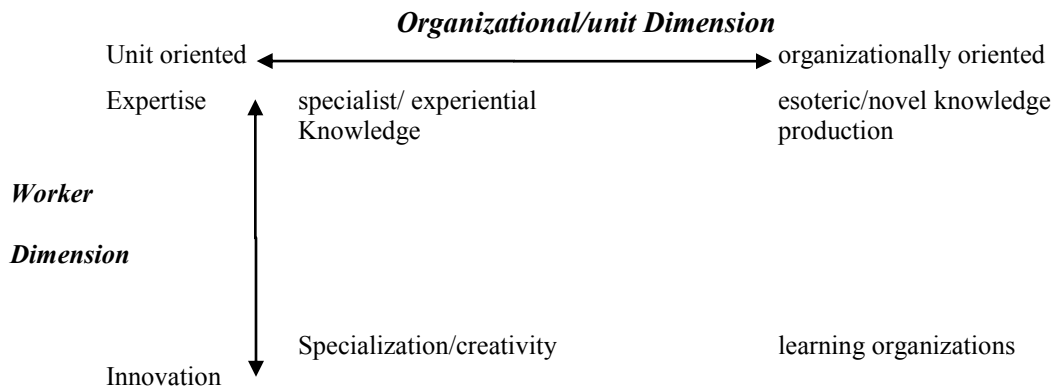 Organizational/unit Dimension
Unit oriented organizationally oriented
Expertise specialist/ experiential esoteric/novel knowledge
Knowledge production
Worker
Dimension
Specialization/creativity learning organizations
Innovation